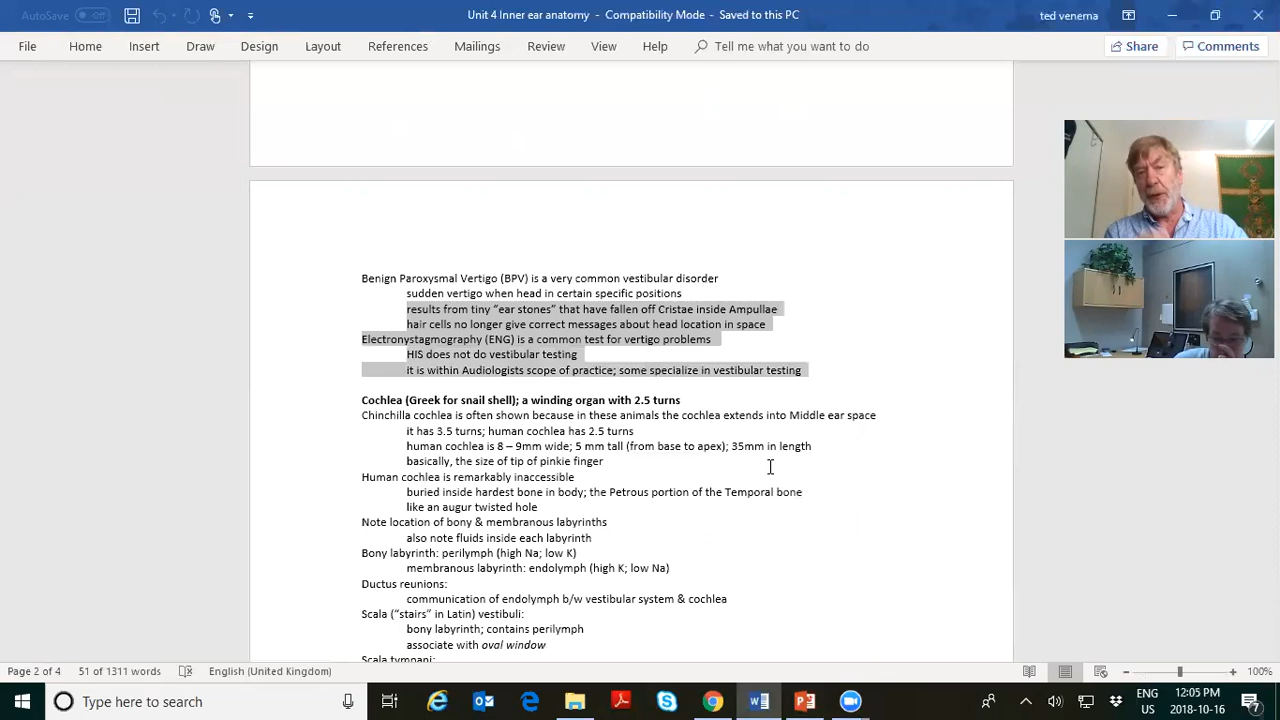 AutoSave Off
Unit 4 Inner ear anatomy - Compatibility Mode - Saved to this PC
ted venema
File Home Insert Draw Design Layout References Mailings Review View Help Tell me what you want to do Share Comments
Benign Paroxysmal Vertigo (BPV) is a very common vestibular disorder
sudden vertigo when head in certain specific positions
results from tiny “ear stones” that have fallen off Cristae inside Ampullae
hair cells no longer give correct messages about head location in space
Electronystagmography (ENG) is a common test for vertigo problems
HIS does not do vestibular testing
it is within Audiologists scope of practice; some specialize in vestibular testing
Cochlea (Greek for snail shell); a winding organ with 2.5 turns
Chinchilla cochlea is often shown because in these animals the cochlea extends into Middle ear space
it has 3.5 turns; human cochlea has 2.5 turns
human cochlea is 8 – 9mm wide; 5 mm tall (from base to apex); 35mm in length
basically, the size of tip of pinkie finger
Human cochlea is remarkably inaccessible
buried inside hardest bone in body; the Petrous portion of the Temporal bone
like an augur twisted hole
Note location of bony & membranous labyrinths
also note fluids inside each labyrinth
Bony labyrinth: perilymph (high Na; low K)
membranous labyrinth: endolymph (high K; low Na)
Ductus reunions:
communication of endolymph b/w vestibular system & cochlea
Scala (“stairs” in Latin) vestibuli:
bony labyrinth; contains perilymph
associate with oval window
Scala tympani:
Page 2 of 4 51 of 1311 words English (United Kingdom) 100%
Type here to search
ENG
US
12:05 PM
2018-10-16
7